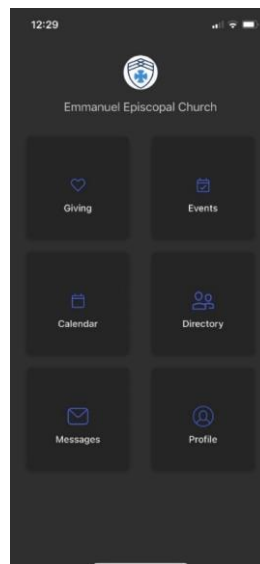 12:29
Emmanuel Episcopal Church
Giving
Events
Calendar
Directory
Messages
Profile